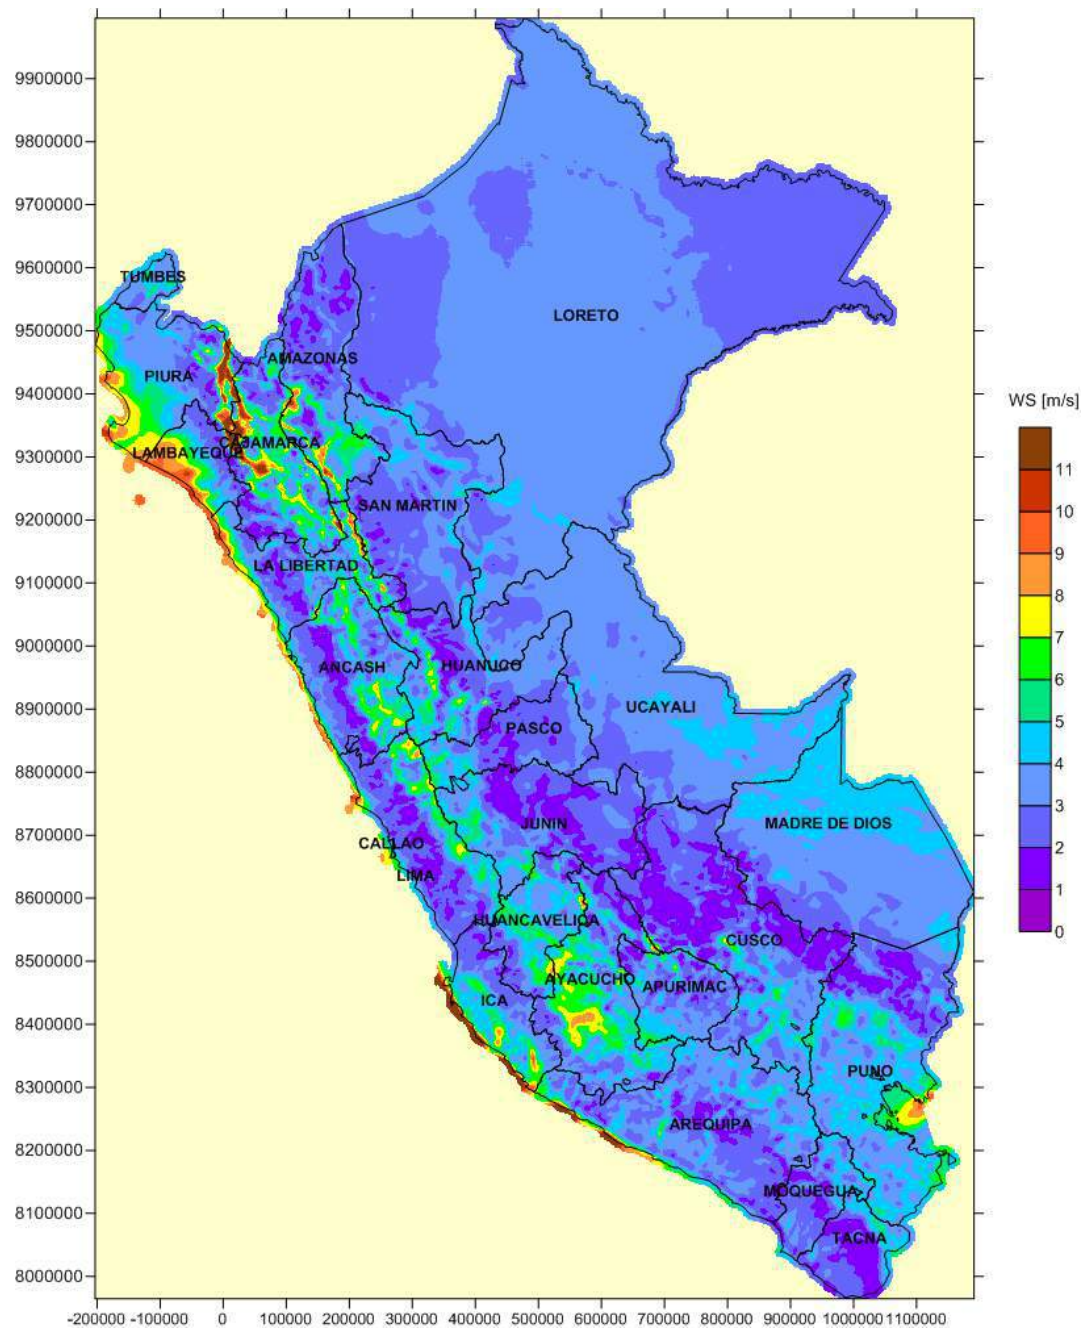 9900000
9800000
9700000
9600000
9500000
9400000
9300000
9200000
9100000
9000000
8900000
8800000
8700000
8600000
8500000
8400000
8300000
8200000
8100000
8000000
-200000 -100000 0 100000 200000 300000 400000 500000 600000 700000 800000 900000 1000000 1100000
TUMBES
LORETO
AMAZONAS
PIURA
CAJAMARCA
LAMBAYEQUE
SAN MARTIN
LA LIBERTAD
ANCASH
HUANUCO
UCAYALI
PASCO
MADRE DE DIOS
JUNIN
CALLAO
LIMA
HUANCAVELICA
CUSCO
AYACUCHO
APURIMAC
ICA
PUNO
AREQUIPA
MOQUEGUA
TACNA
WS [m/s]
11
10
9
8
7
6
5
4
3
2
1
0